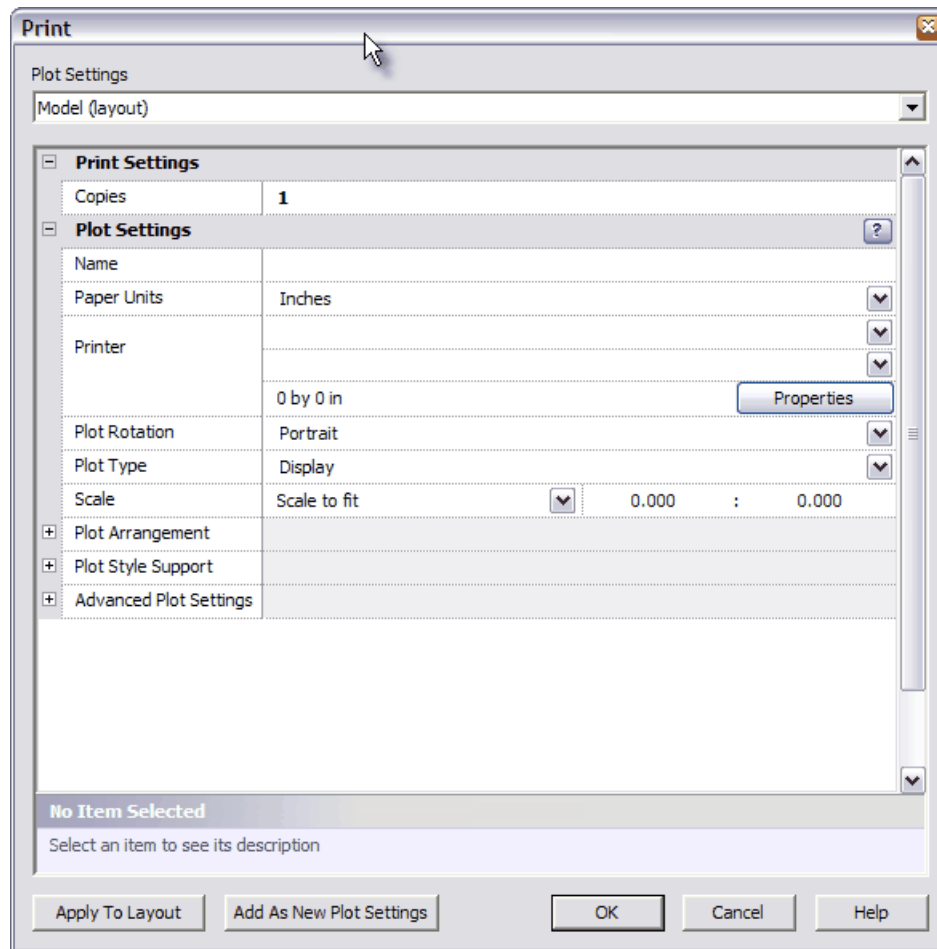 Print
Plot Settings
Model (layout)
Print Settings
Copies 1
Plot Settings ?
Name
Paper Units Inches
Printer
0 by 0 in Properties
Plot Rotation Portrait
Plot Type Display
Scale Scale to fit 0.000 : 0.000
Plot Arrangement
Plot Style Support
Advanced Plot Settings
No Item Selected
Select an item to see its description
Apply To Layout Add As New Plot Settings OK Cancel Help